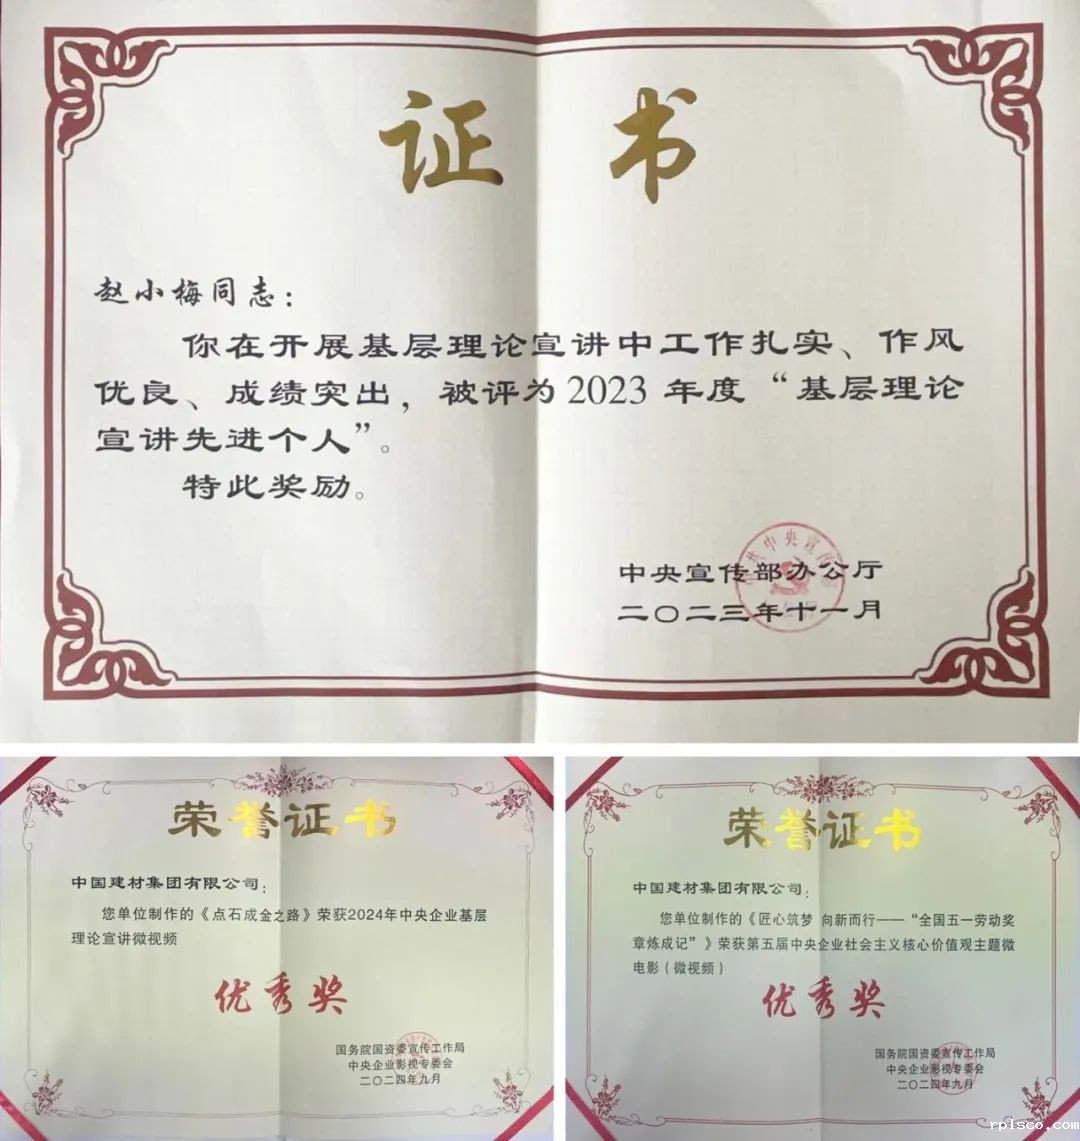 证书
赵小梅同志：
你在开展基层理论宣讲中工作扎实、作风
优良、成绩突出，被评为2023年度“基层理论
宣讲先进个人”。
特此奖励。
中央宣传部办公厅
二〇二三年十一月
荣誉证书
中国建材集团有限公司：
您单位制作的《点石成金之路》荣获2024年中央企业基层
理论宣讲微视频
优秀奖
国务院国资委宣传工作局
中央企业影视专委会
二〇二四年九月
荣誉证书
中国建材集团有限公司：
您单位制作的《匠心筑梦 向新而行——“全国五一劳动奖
章炼成记”》荣获第五届中央企业社会主义核心价值观主题微
电影（微视频）
优秀奖
国务院国资委宣传工作局
中央企业影视专委会
二〇二四年九月
rplsco.com